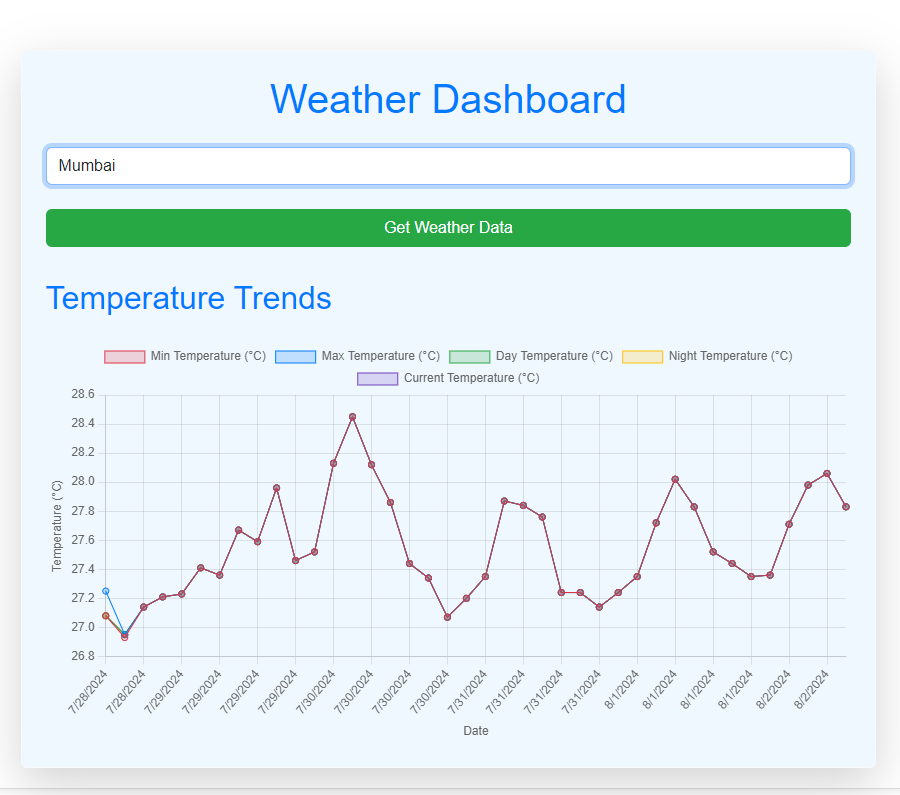 Weather Dashboard
Mumbai
Get Weather Data
Temperature Trends
Min Temperature (°C) Max Temperature (°C) Day Temperature (°C) Night Temperature (°C)
Current Temperature (°C)
28.6
28.4
28.2
28.0
27.8
27.6
27.4
27.2
27.0
26.8
Temperature (°C)
7/28/2024 7/28/2024 7/29/2024 7/29/2024 7/29/2024 7/29/2024 7/30/2024 7/30/2024 7/30/2024 7/30/2024 7/31/2024 7/31/2024 7/31/2024 7/31/2024 8/1/2024 8/1/2024 8/1/2024 8/1/2024 8/2/2024 8/2/2024
Date